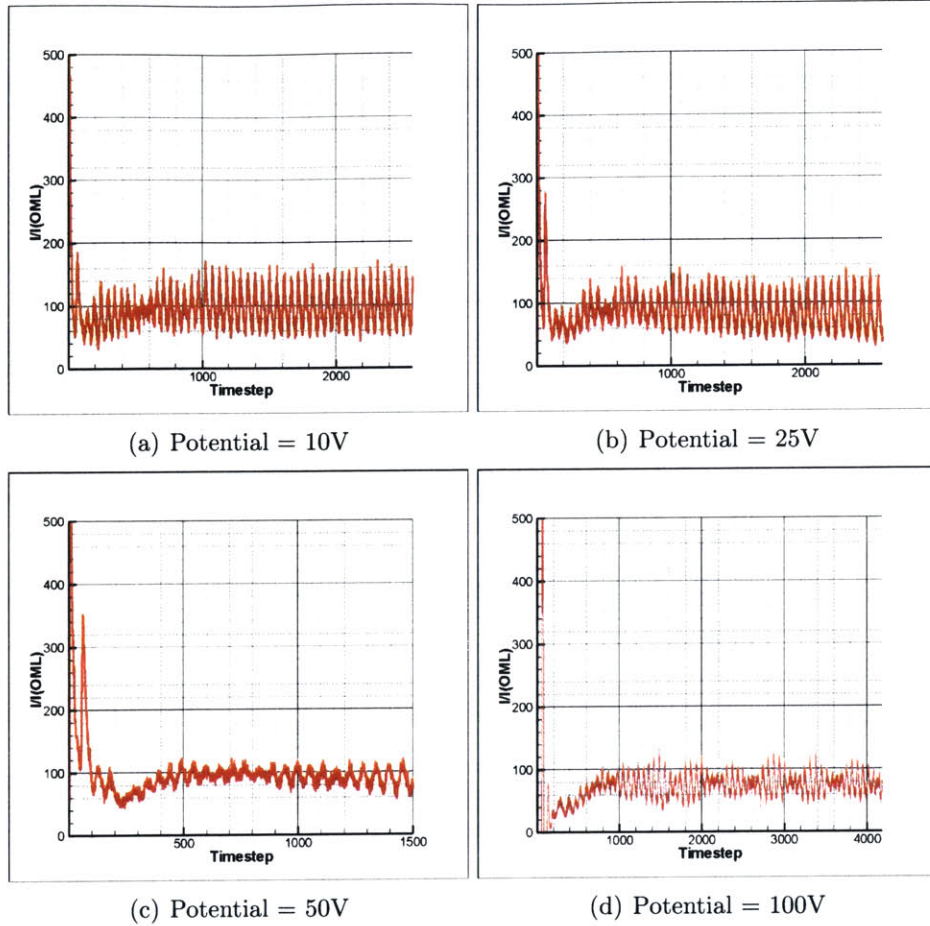 500
400
300
200
100
0
I/I(OML)
1000
2000
Timestep
(a) Potential = 10V
500
400
300
200
100
0
I/I(OML)
1000
2000
Timestep
(b) Potential = 25V
500
400
300
200
100
0
I/I(OML)
500
1000
1500
Timestep
(c) Potential = 50V
500
400
300
200
100
0
I/I(OML)
1000
2000
3000
4000
Timestep
(d) Potential = 100V